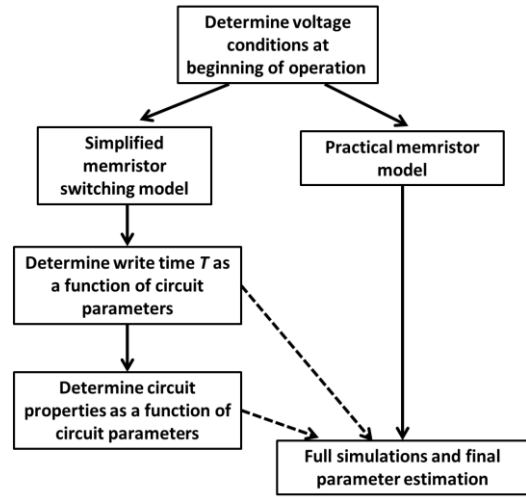 Determine voltage
conditions at
beginning of operation
Simplified
memristor
switching model
Practical memristor
model
Determine write time T as
a function of circuit
parameters
Determine circuit
properties as a function of
circuit parameters
Full simulations and final
parameter estimation